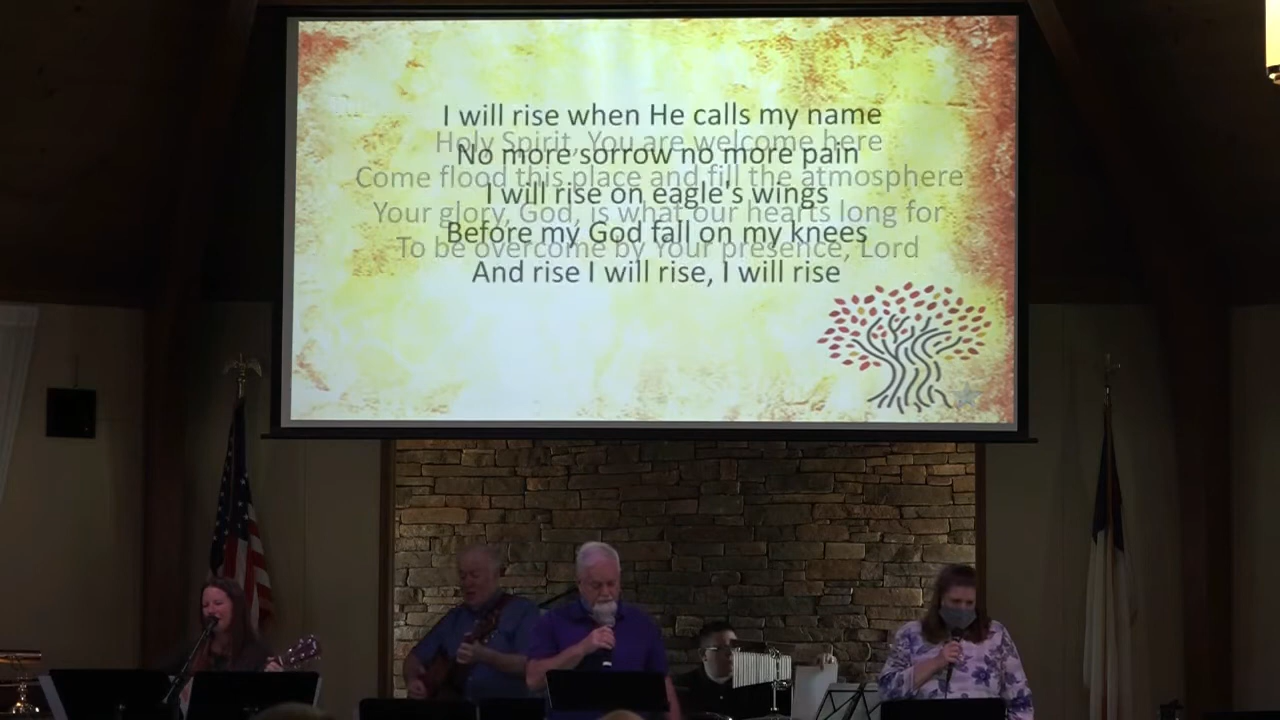 I will rise when He calls my name
Holy Spirit, You are welcome here
No more sorrow no more pain
Come flood this place and fill the atmosphere
I will rise on eagle's wings
Your glory, God, is what our hearts long for
Before my God fall on my knees
To be overcome by Your presence, Lord
And rise I will rise, I will rise